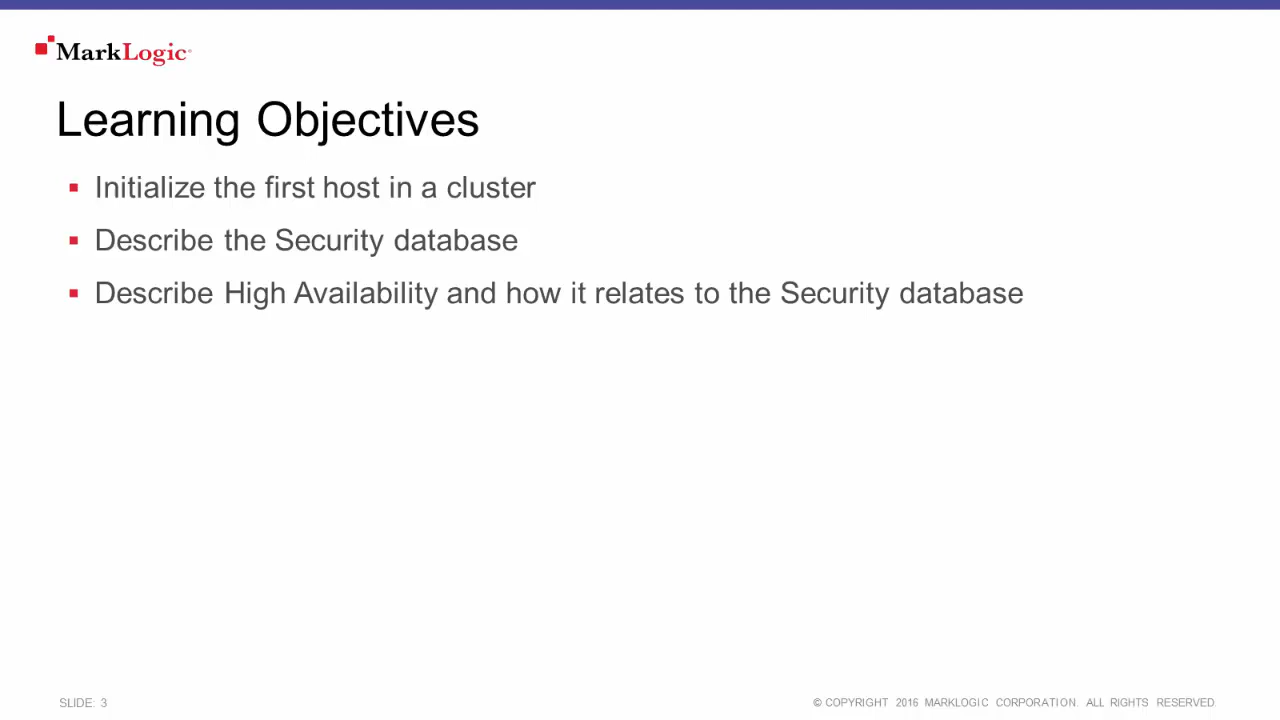 MarkLogic
Learning Objectives
▪ Initialize the first host in a cluster
▪ Describe the Security database
▪ Describe High Availability and how it relates to the Security database
SLIDE: 3
© COPYRIGHT 2016 MARKLOGIC CORPORATION. ALL RIGHTS RESERVED.